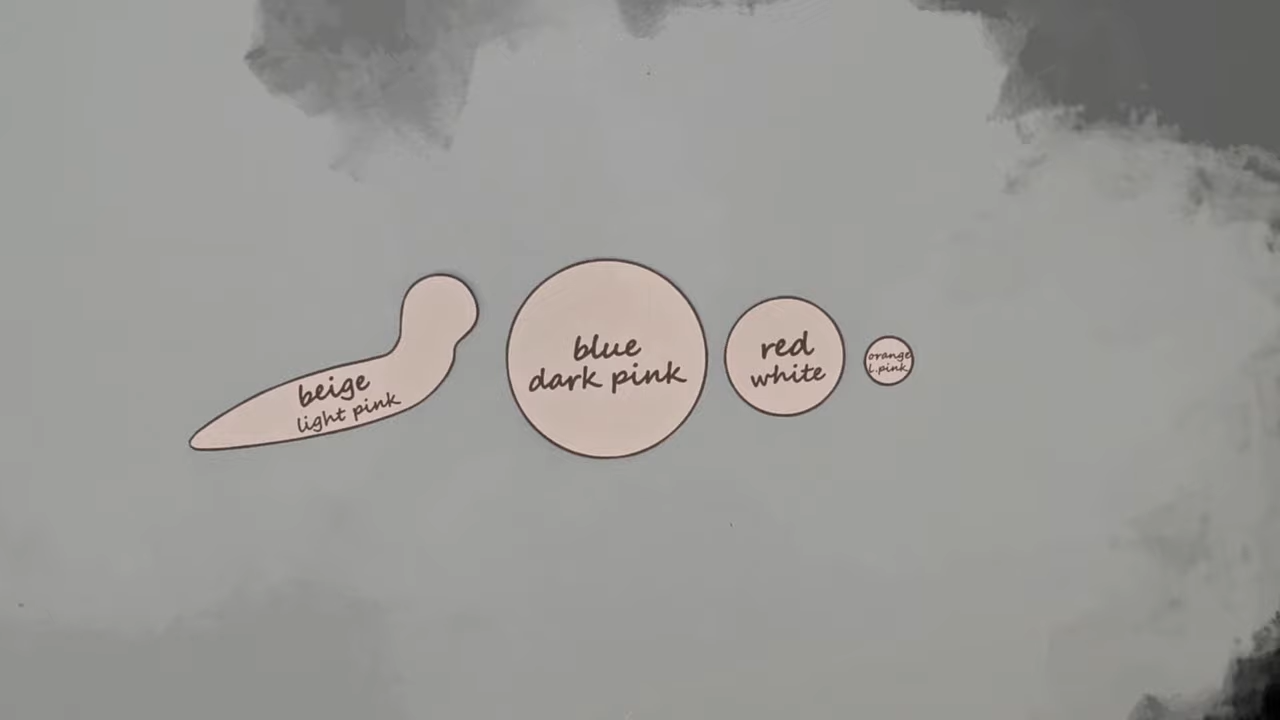 beige
light pink
blue
dark pink
red
white
orange
L.pink